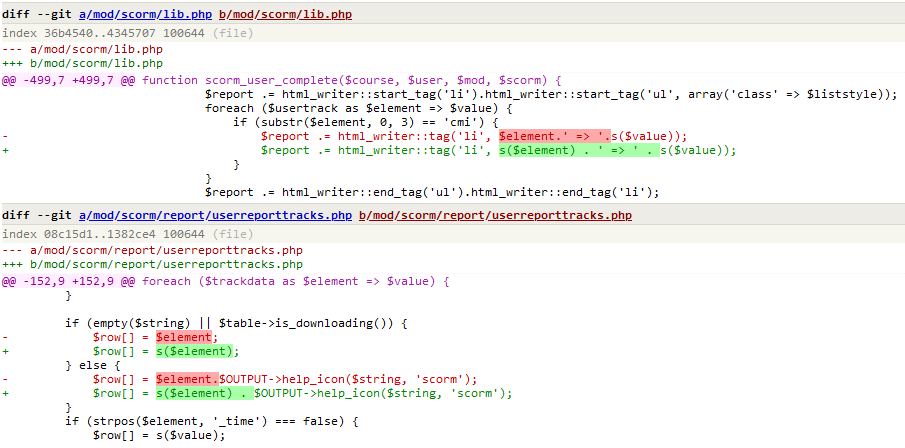 diff --git a/mod/scorm/lib.php b/mod/scorm/lib.php
index 36b4540..4345707 100644 (file)
--- a/mod/scorm/lib.php
+++ b/mod/scorm/lib.php
@@ -499,7 +499,7 @@ function scorm_user_complete($course, $user, $mod, $scorm) {
                             $report .= html_writer::start_tag('li').html_writer::start_tag('ul', array('class' => $liststyle));
                             foreach ($usertrack as $element => $value) {
                                 if (substr($element, 0, 3) == 'cmi') {
-                                    $report .= html_writer::tag('li', $element.' => '.s($value));
+                                    $report .= html_writer::tag('li', s($element) . ' => ' . s($value));
                                 }
                             }
                             $report .= html_writer::end_tag('ul').html_writer::end_tag('li');
diff --git a/mod/scorm/report/userreporttracks.php b/mod/scorm/report/userreporttracks.php
index 08c15d1..1382ce4 100644 (file)
--- a/mod/scorm/report/userreporttracks.php
+++ b/mod/scorm/report/userreporttracks.php
@@ -152,9 +152,9 @@ foreach ($trackdata as $element => $value) {
         }

         if (empty($string) || $table->is_downloading()) {
-            $row[] = $element;
+            $row[] = s($element);
         } else {
-            $row[] = $element.$OUTPUT->help_icon($string, 'scorm');
+            $row[] = s($element) . $OUTPUT->help_icon($string, 'scorm');
         }
         if (strpos($element, '_time') === false) {
             $row[] = s($value);